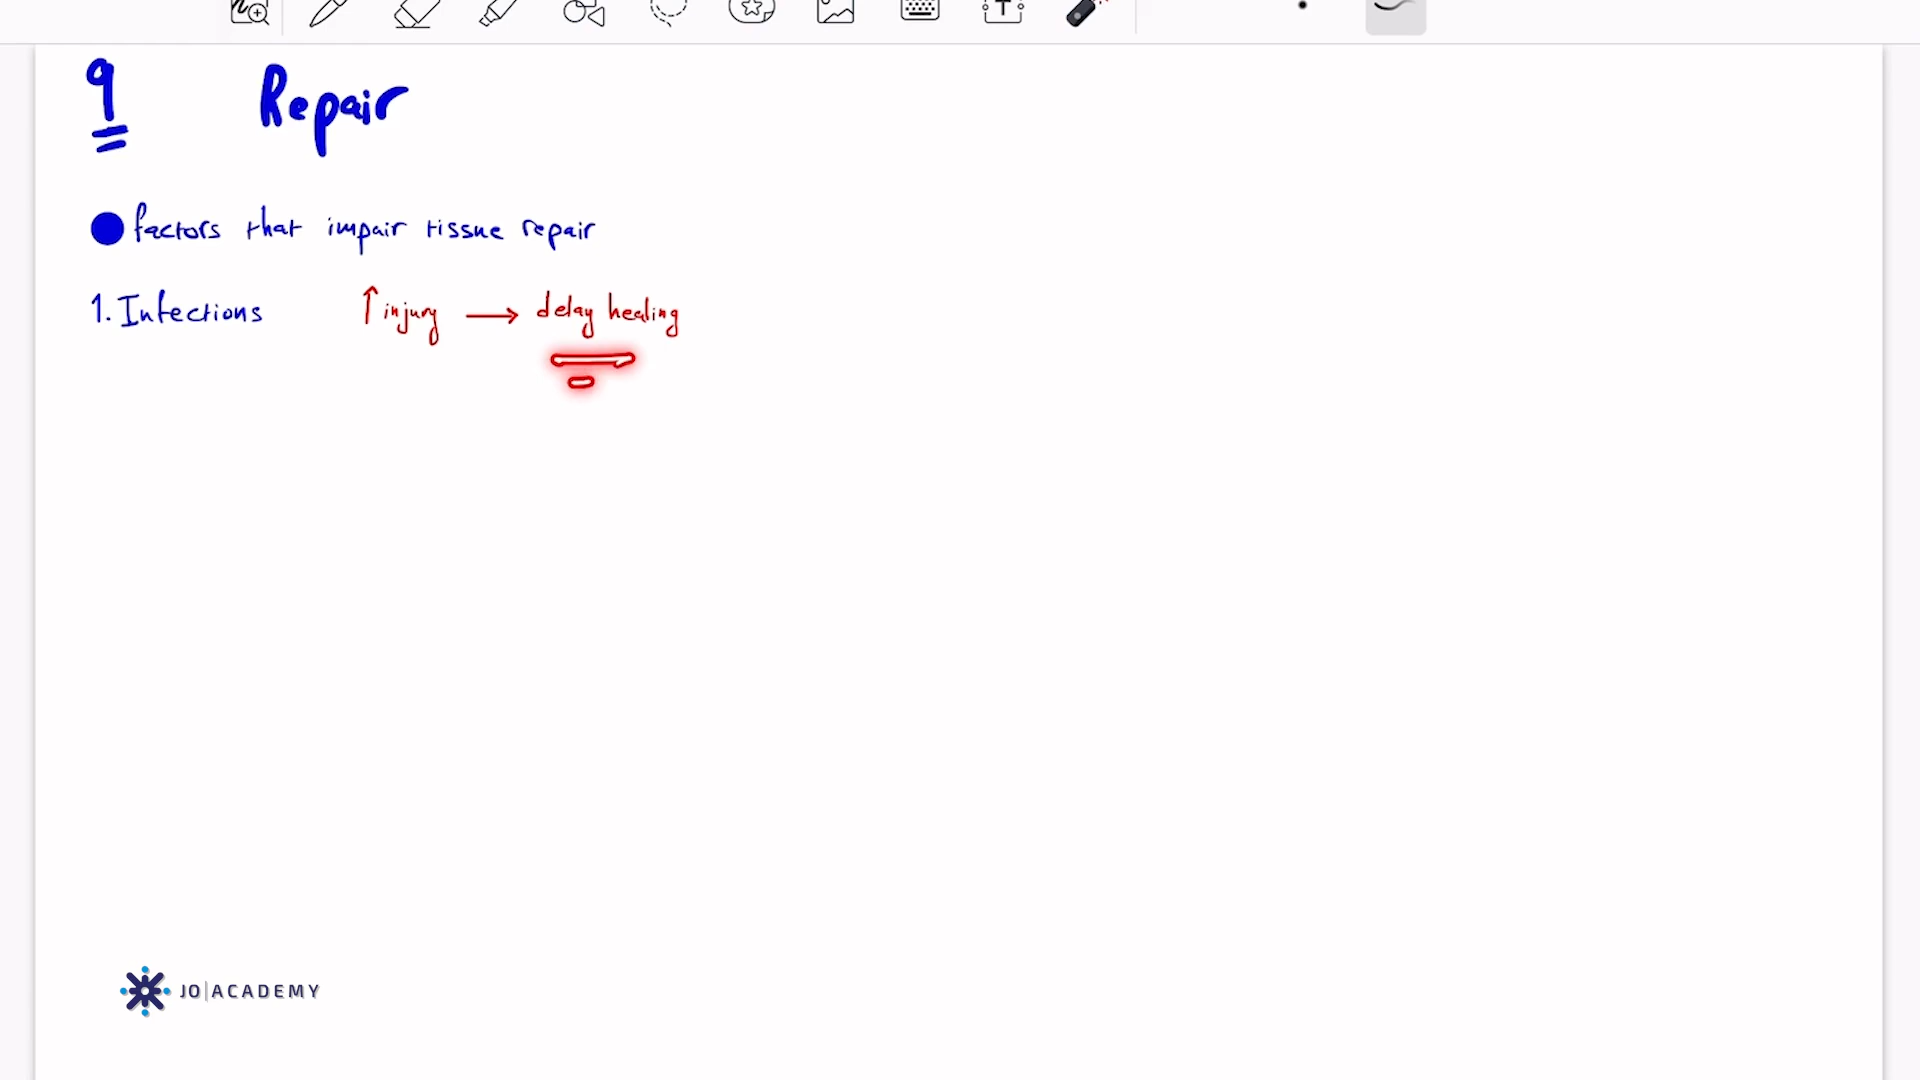 9 Repair
factors that impair tissue repair
1. Infections ↑ injury → delay healing
JO|ACADEMY